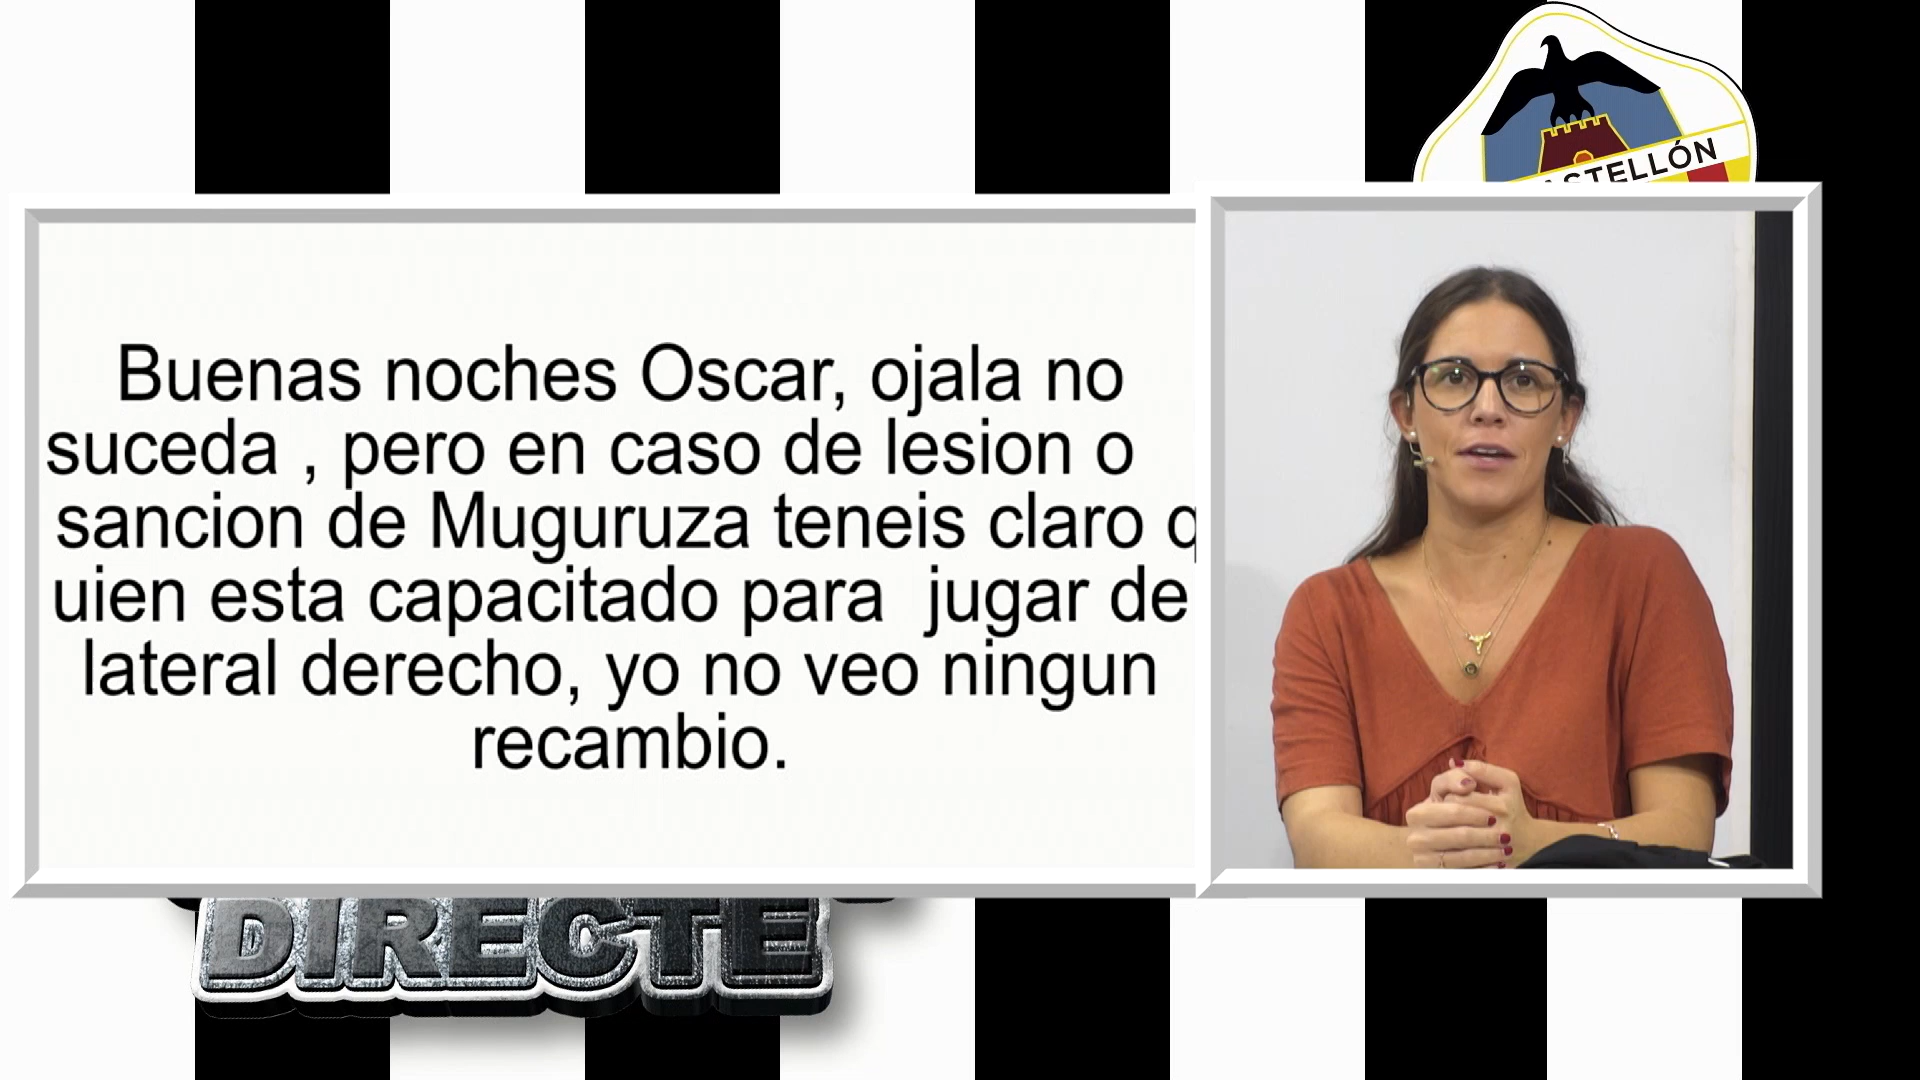 CASTELLÓN
Buenas noches Oscar, ojala no
suceda , pero en caso de lesion o
sancion de Muguruza teneis claro q
uien esta capacitado para  jugar de
lateral derecho, yo no veo ningun
recambio.
DIRECTE